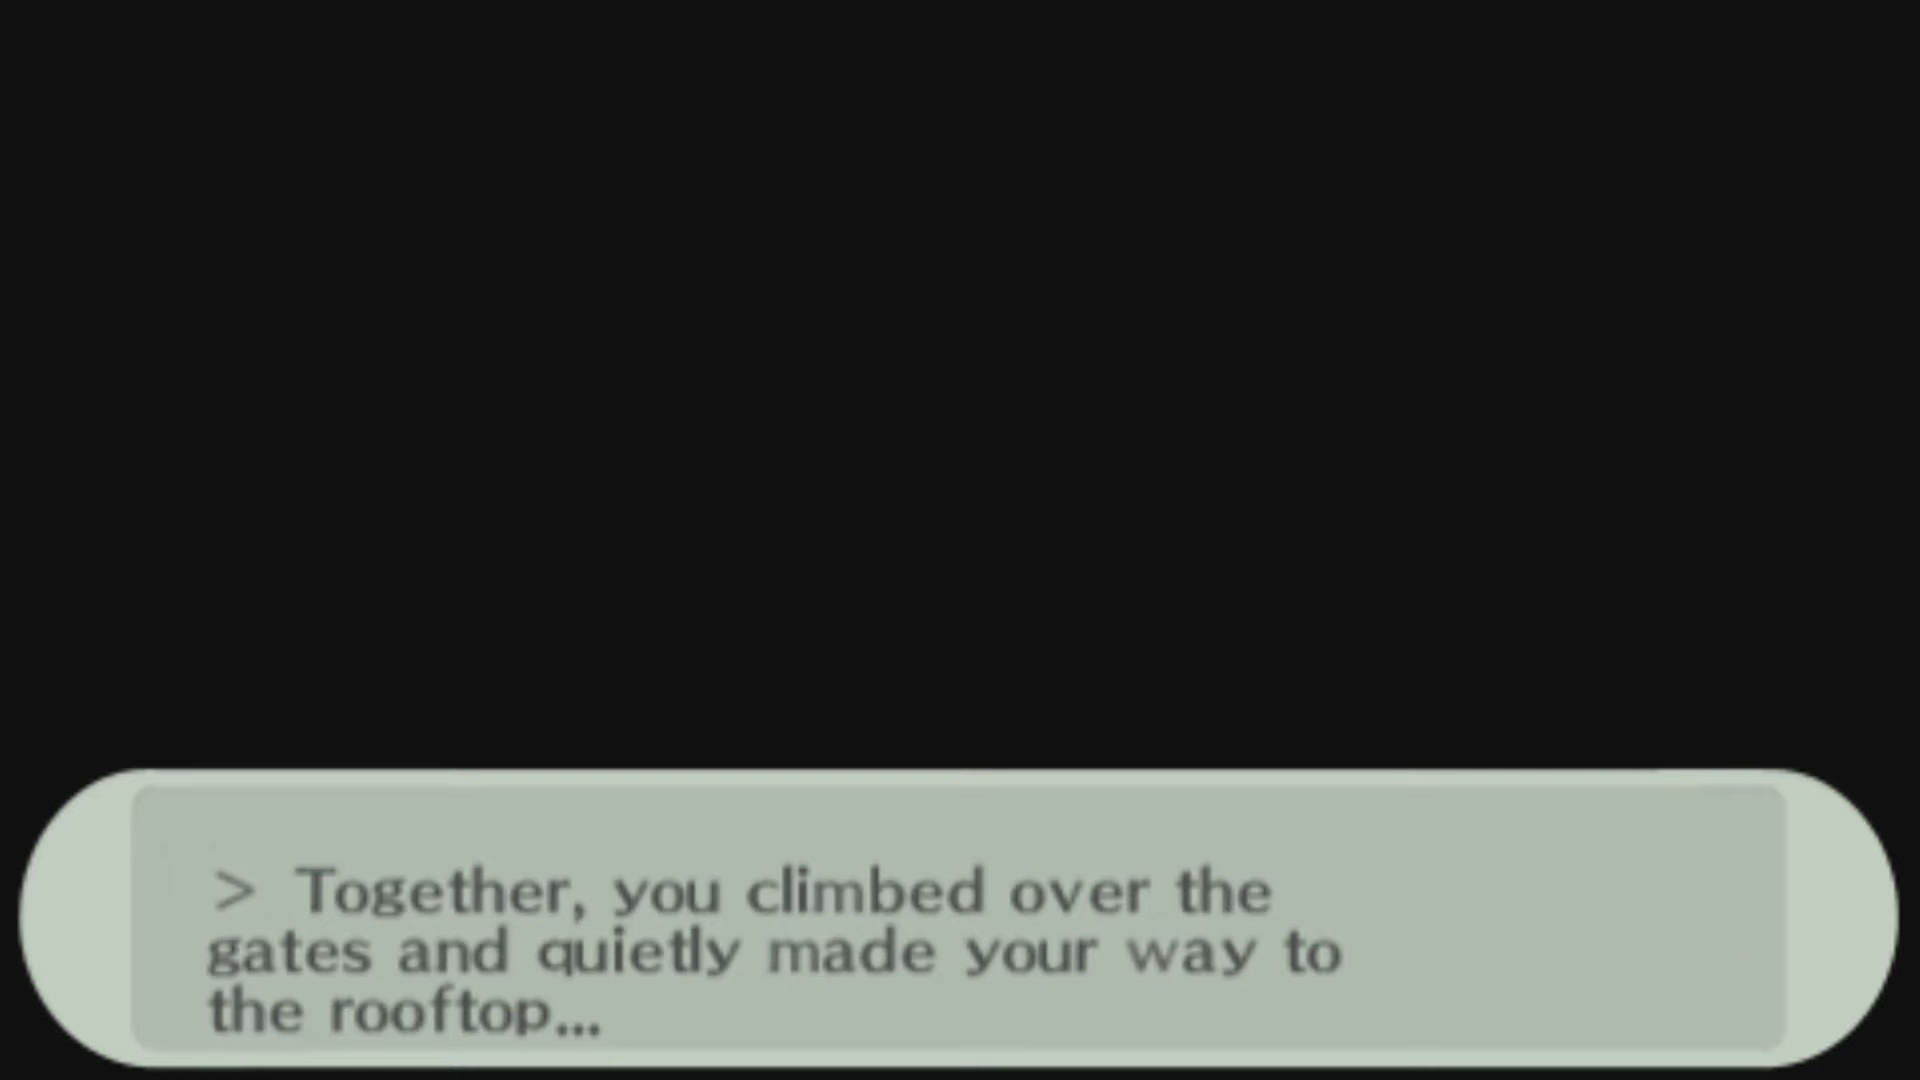 > Together, you climbed over the
gates and quietly made your way to
the rooftop...